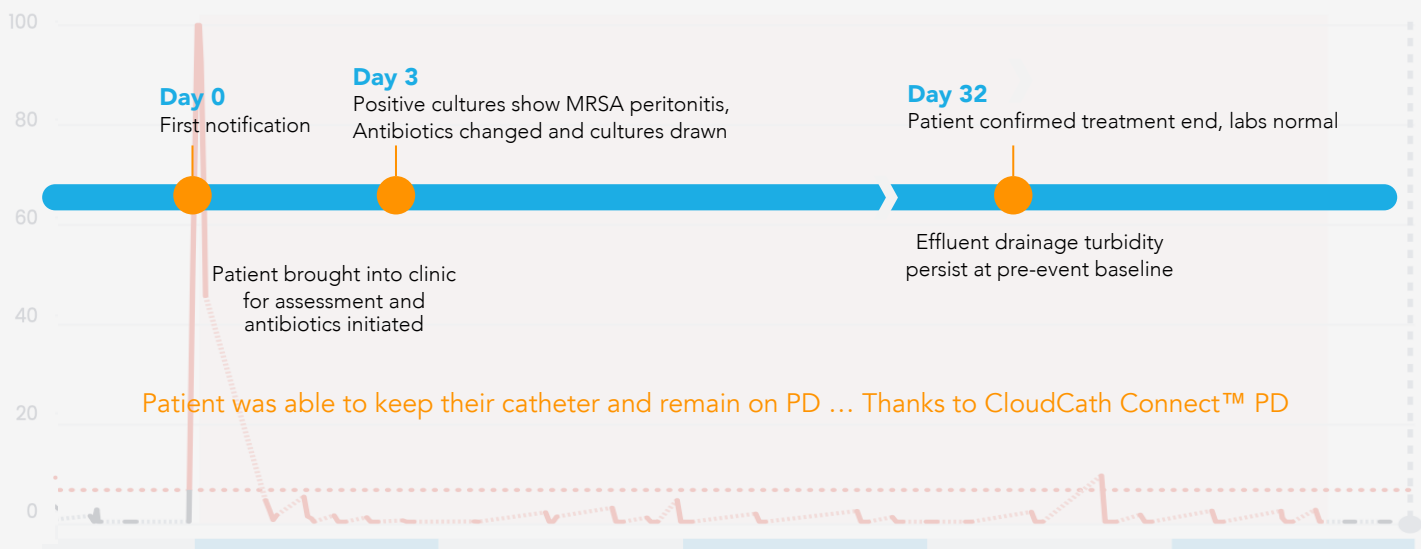 100
80
60
40
20
0
Day 0
First notification
Day 3
Positive cultures show MRSA peritonitis,
Antibiotics changed and cultures drawn
Day 32
Patient confirmed treatment end, labs normal
Patient brought into clinic
for assessment and
antibiotics initiated
Effluent drainage turbidity
persist at pre-event baseline
Patient was able to keep their catheter and remain on PD … Thanks to CloudCath Connect™ PD